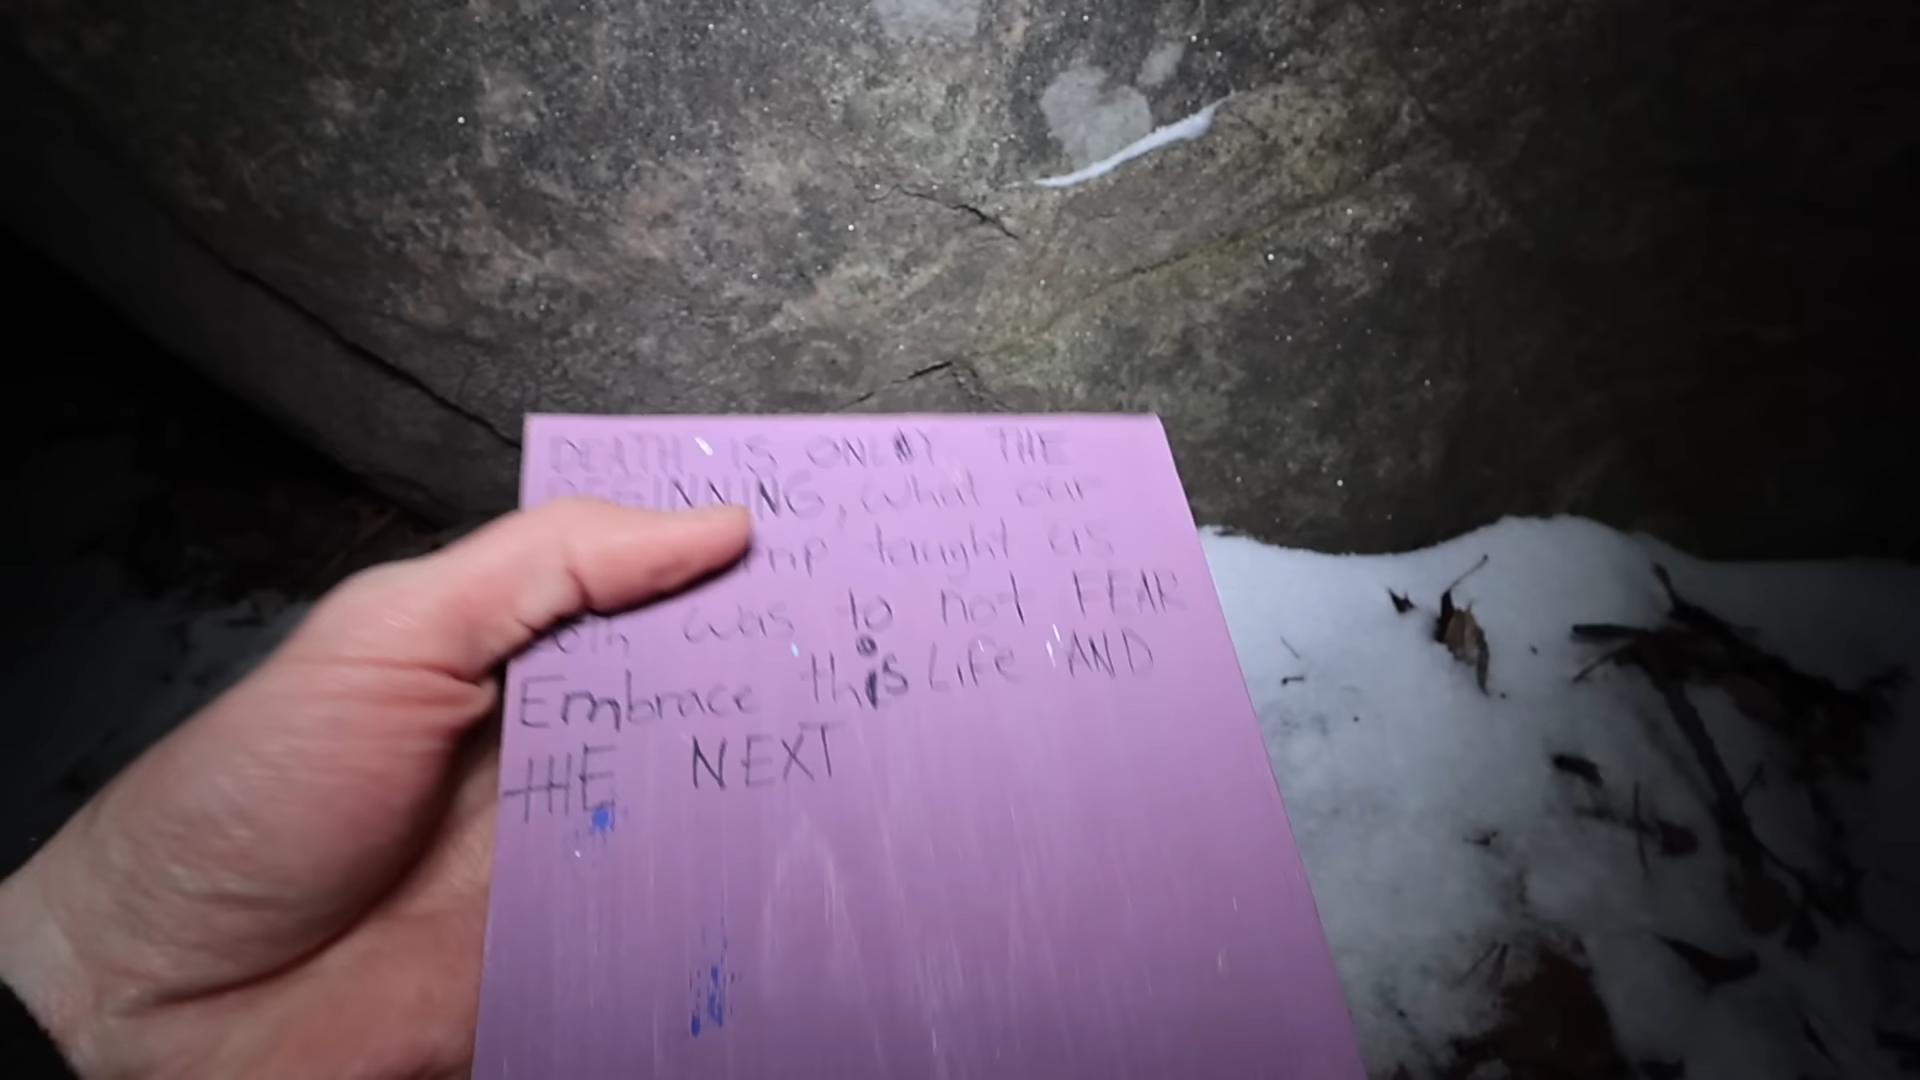 DEATH IS ONLY THE
BEGINNING, what our
trip taught us
was to not FEAR
Embrace this Life AND
THE NEXT